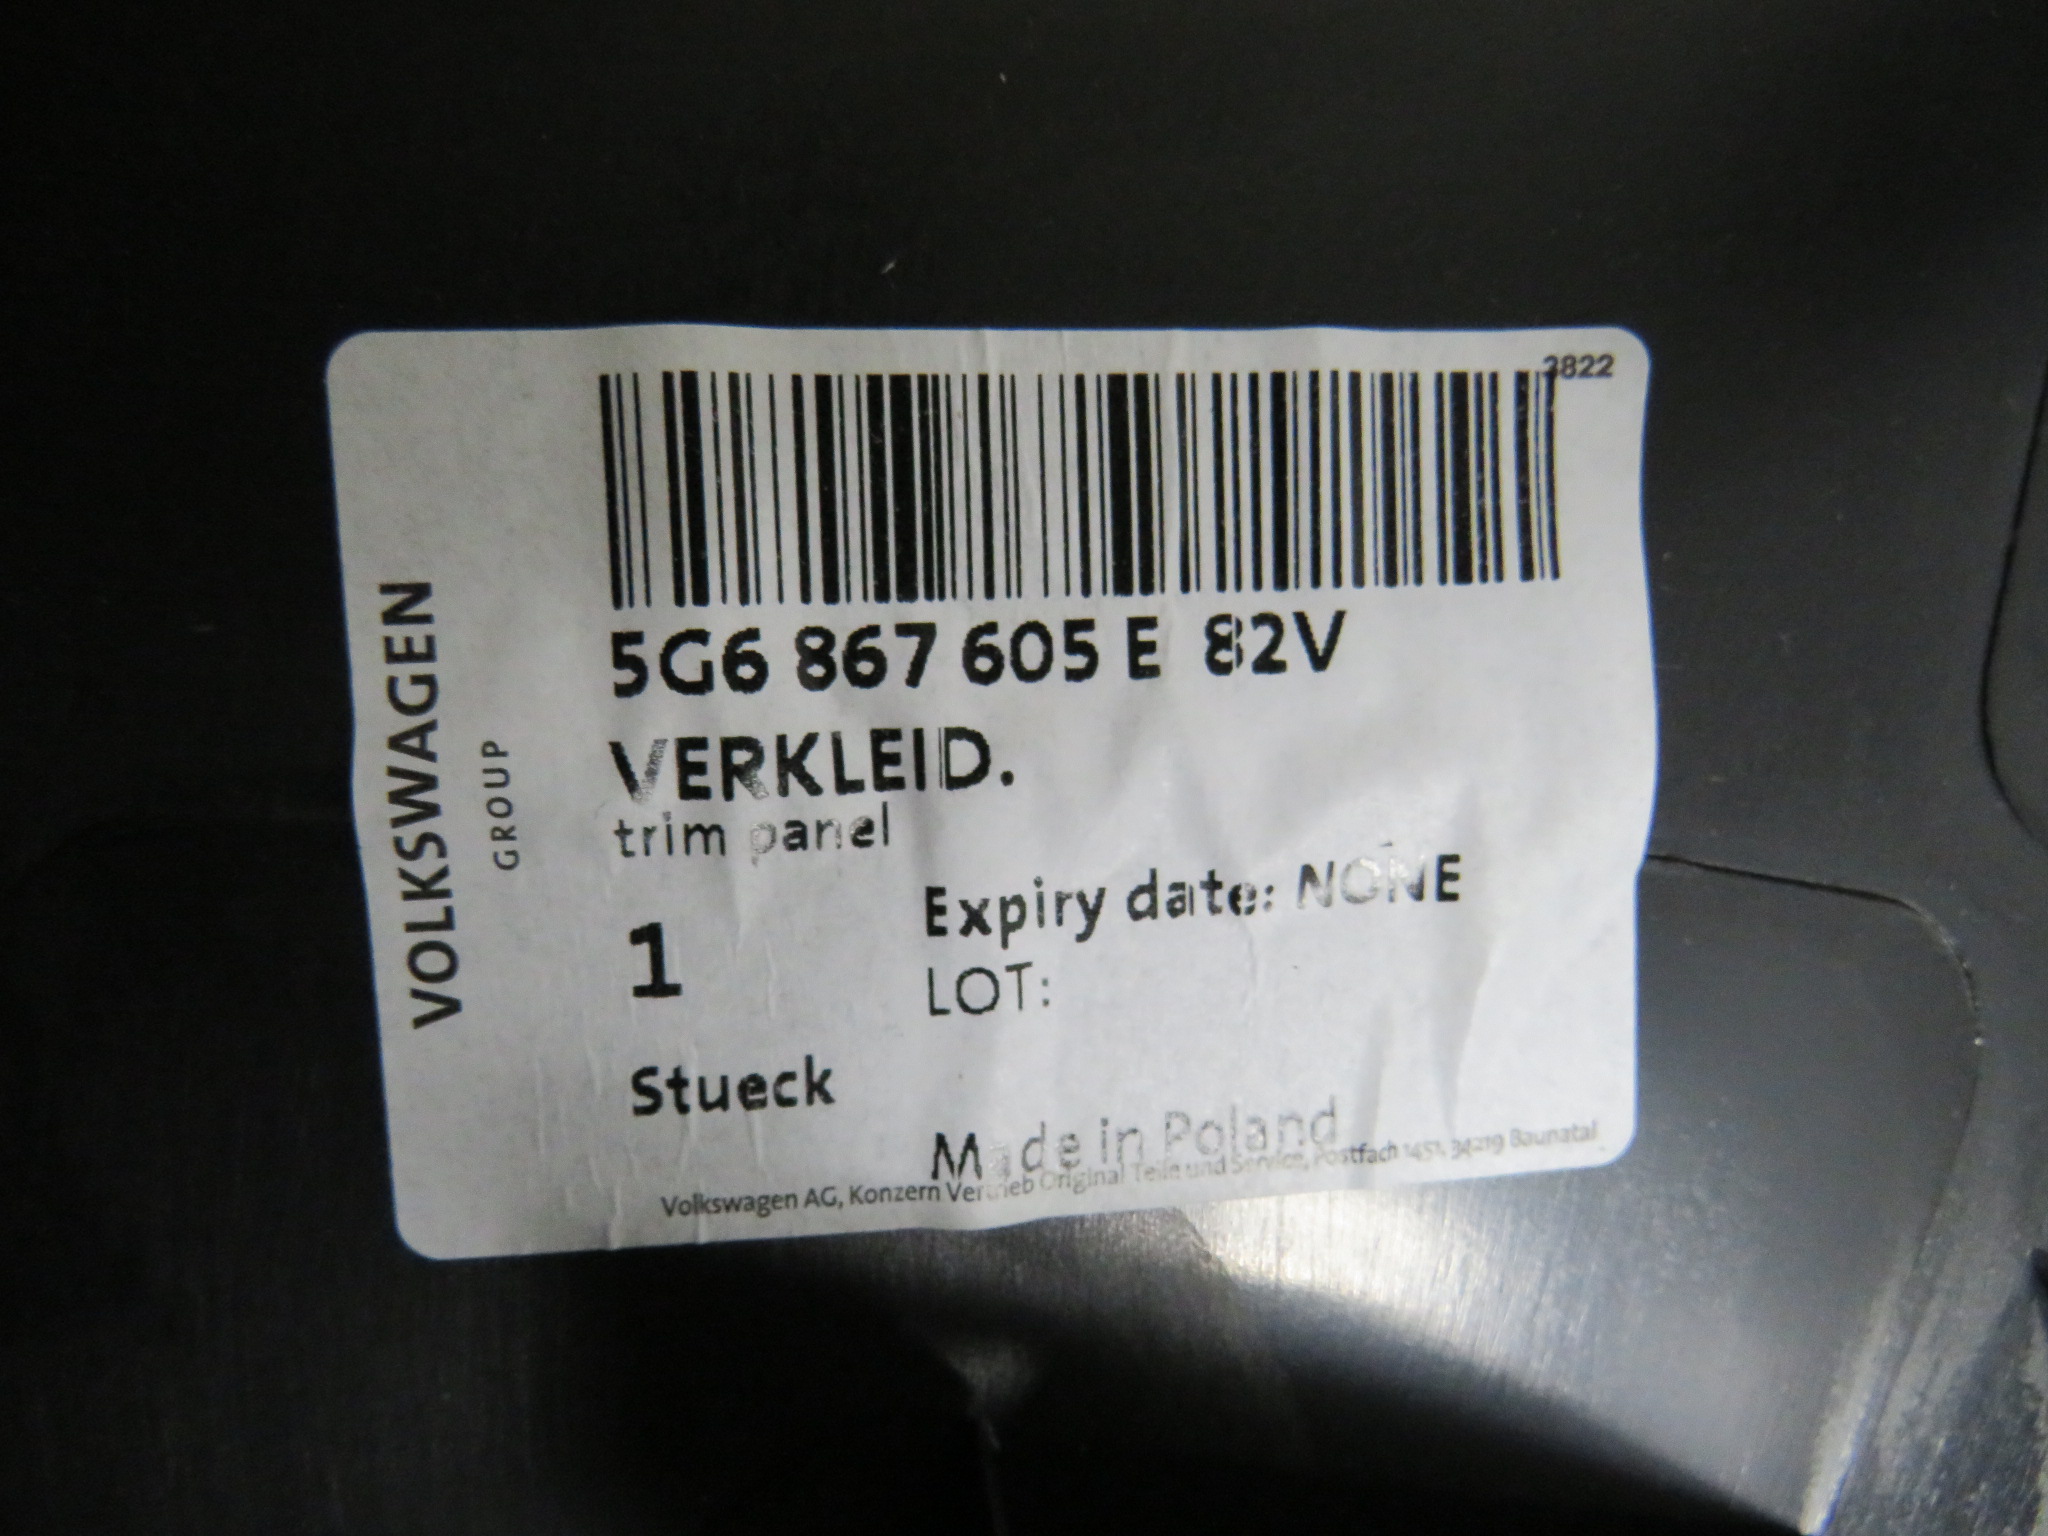 3822
5G6 867 605 E 82V
VERKLEID.
trim panel
1
Expiry date: NONE
LOT:
Stueck
Made in Poland
Volkswagen AG, Konzern Vertrieb Original Teile und Service, Postfach 1451, 34219 Baunatal
VOLKSWAGEN
GROUP